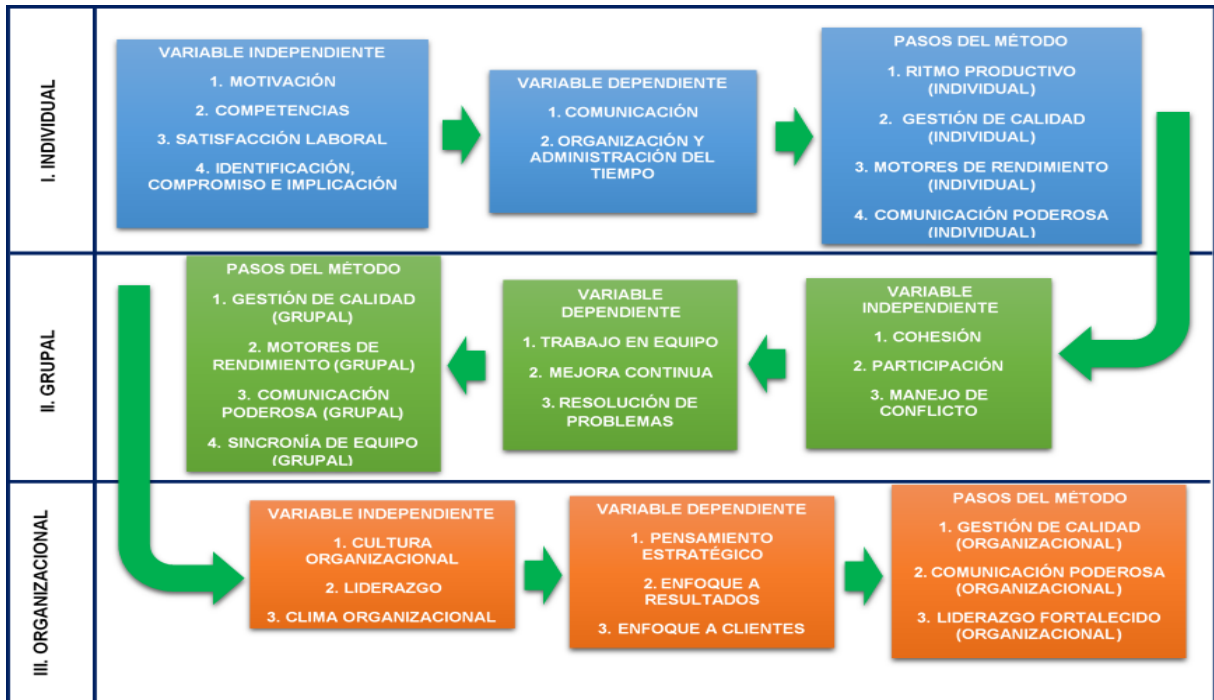 I. INDIVIDUAL
VARIABLE INDEPENDIENTE
1. MOTIVACIÓN
2. COMPETENCIAS
3. SATISFACCIÓN LABORAL
4. IDENTIFICACIÓN,
COMPROMISO E IMPLICACIÓN
VARIABLE DEPENDIENTE
1. COMUNICACIÓN
2. ORGANIZACIÓN Y
ADMINISTRACIÓN DEL
TIEMPO
PASOS DEL MÉTODO
1. RITMO PRODUCTIVO
(INDIVIDUAL)
2. GESTIÓN DE CALIDAD
(INDIVIDUAL)
3. MOTORES DE RENDIMIENTO
(INDIVIDUAL)
4. COMUNICACIÓN PODEROSA
(INDIVIDUAL)
II. GRUPAL
VARIABLE
INDEPENDIENTE
1. COHESIÓN
2. PARTICIPACIÓN
3. MANEJO DE
CONFLICTO
VARIABLE
DEPENDIENTE
1. TRABAJO EN EQUIPO
2. MEJORA CONTINUA
3. RESOLUCIÓN DE
PROBLEMAS
PASOS DEL MÉTODO
1. GESTIÓN DE CALIDAD
(GRUPAL)
2. MOTORES DE
RENDIMIENTO (GRUPAL)
3. COMUNICACIÓN
PODEROSA (GRUPAL)
4. SINCRONÍA DE EQUIPO
(GRUPAL)
III. ORGANIZACIONAL
VARIABLE INDEPENDIENTE
1. CULTURA
ORGANIZACIONAL
2. LIDERAZGO
3. CLIMA ORGANIZACIONAL
VARIABLE DEPENDIENTE
1. PENSAMIENTO
ESTRATÉGICO
2. ENFOQUE A
RESULTADOS
3. ENFOQUE A CLIENTES
PASOS DEL MÉTODO
1. GESTIÓN DE CALIDAD
(ORGANIZACIONAL)
2. COMUNICACIÓN PODEROSA
(ORGANIZACIONAL)
3. LIDERAZGO FORTALECIDO
(ORGANIZACIONAL)